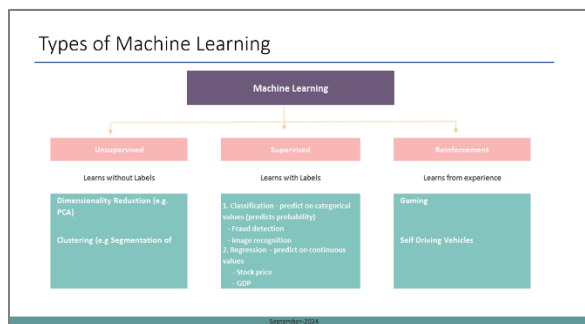 Types of Machine Learning
Machine Learning
Unsupervised
Supervised
Reinforcement
Learns without Labels
Learns with Labels
Learns from experience
Dimensionality Reduction (e.g.
PCA)
Clustering (e.g Segmentation of
1. Classification - predict on categorical
values (predicts probability)
- Fraud detection
- Image recognition
2. Regression - predict on continuous
values
- Stock price
- GDP
Gaming
Self Driving Vehicles
September-2024